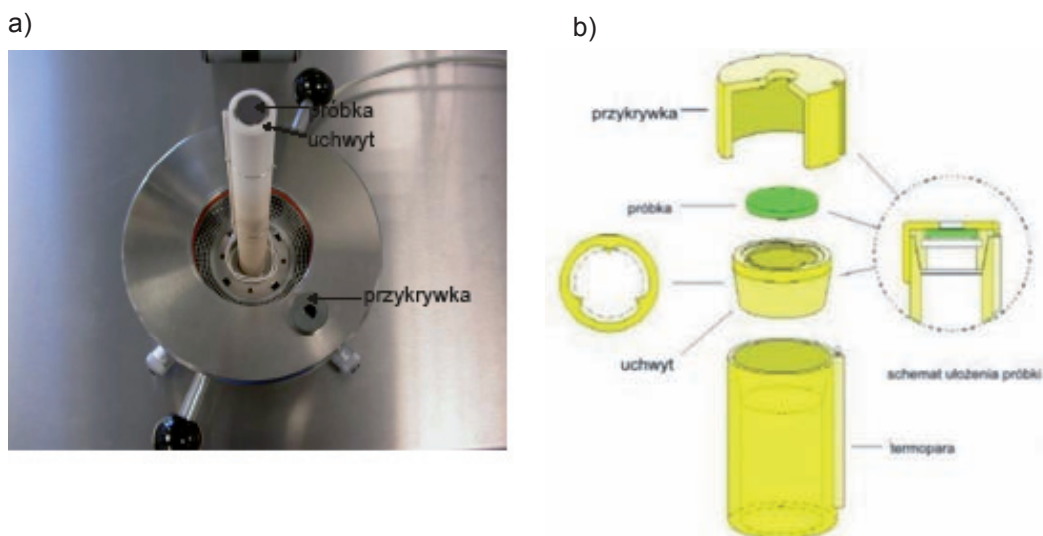 a)
próbka
uchwyt
przykrywka
b)
przykrywka
próbka
uchwyt
schemat ułożenia próbki
termopara